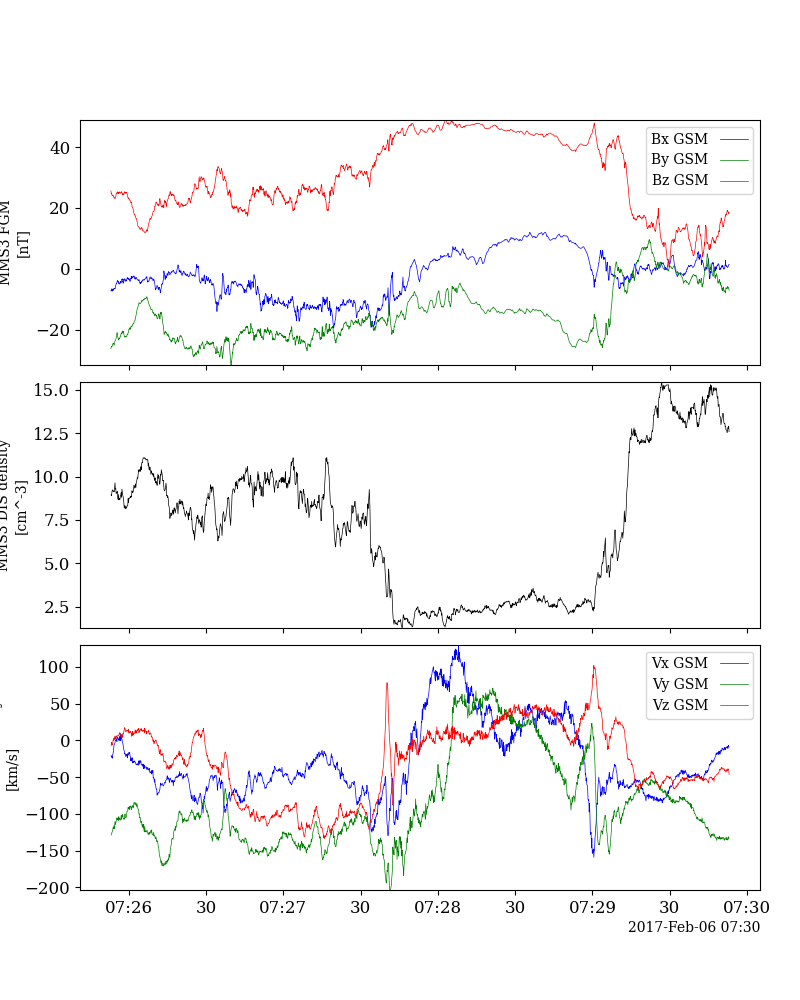 MMS3 FGM
[nT]
40
20
0
−20
Bx GSM
By GSM
Bz GSM
MMS3 DIS density
[cm^-3]
15.0
12.5
10.0
7.5
5.0
2.5
[km/s]
100
50
0
−50
−100
−150
−200
Vx GSM
Vy GSM
Vz GSM
07:26 30 07:27 30 07:28 30 07:29 30 07:30
2017-Feb-06 07:30